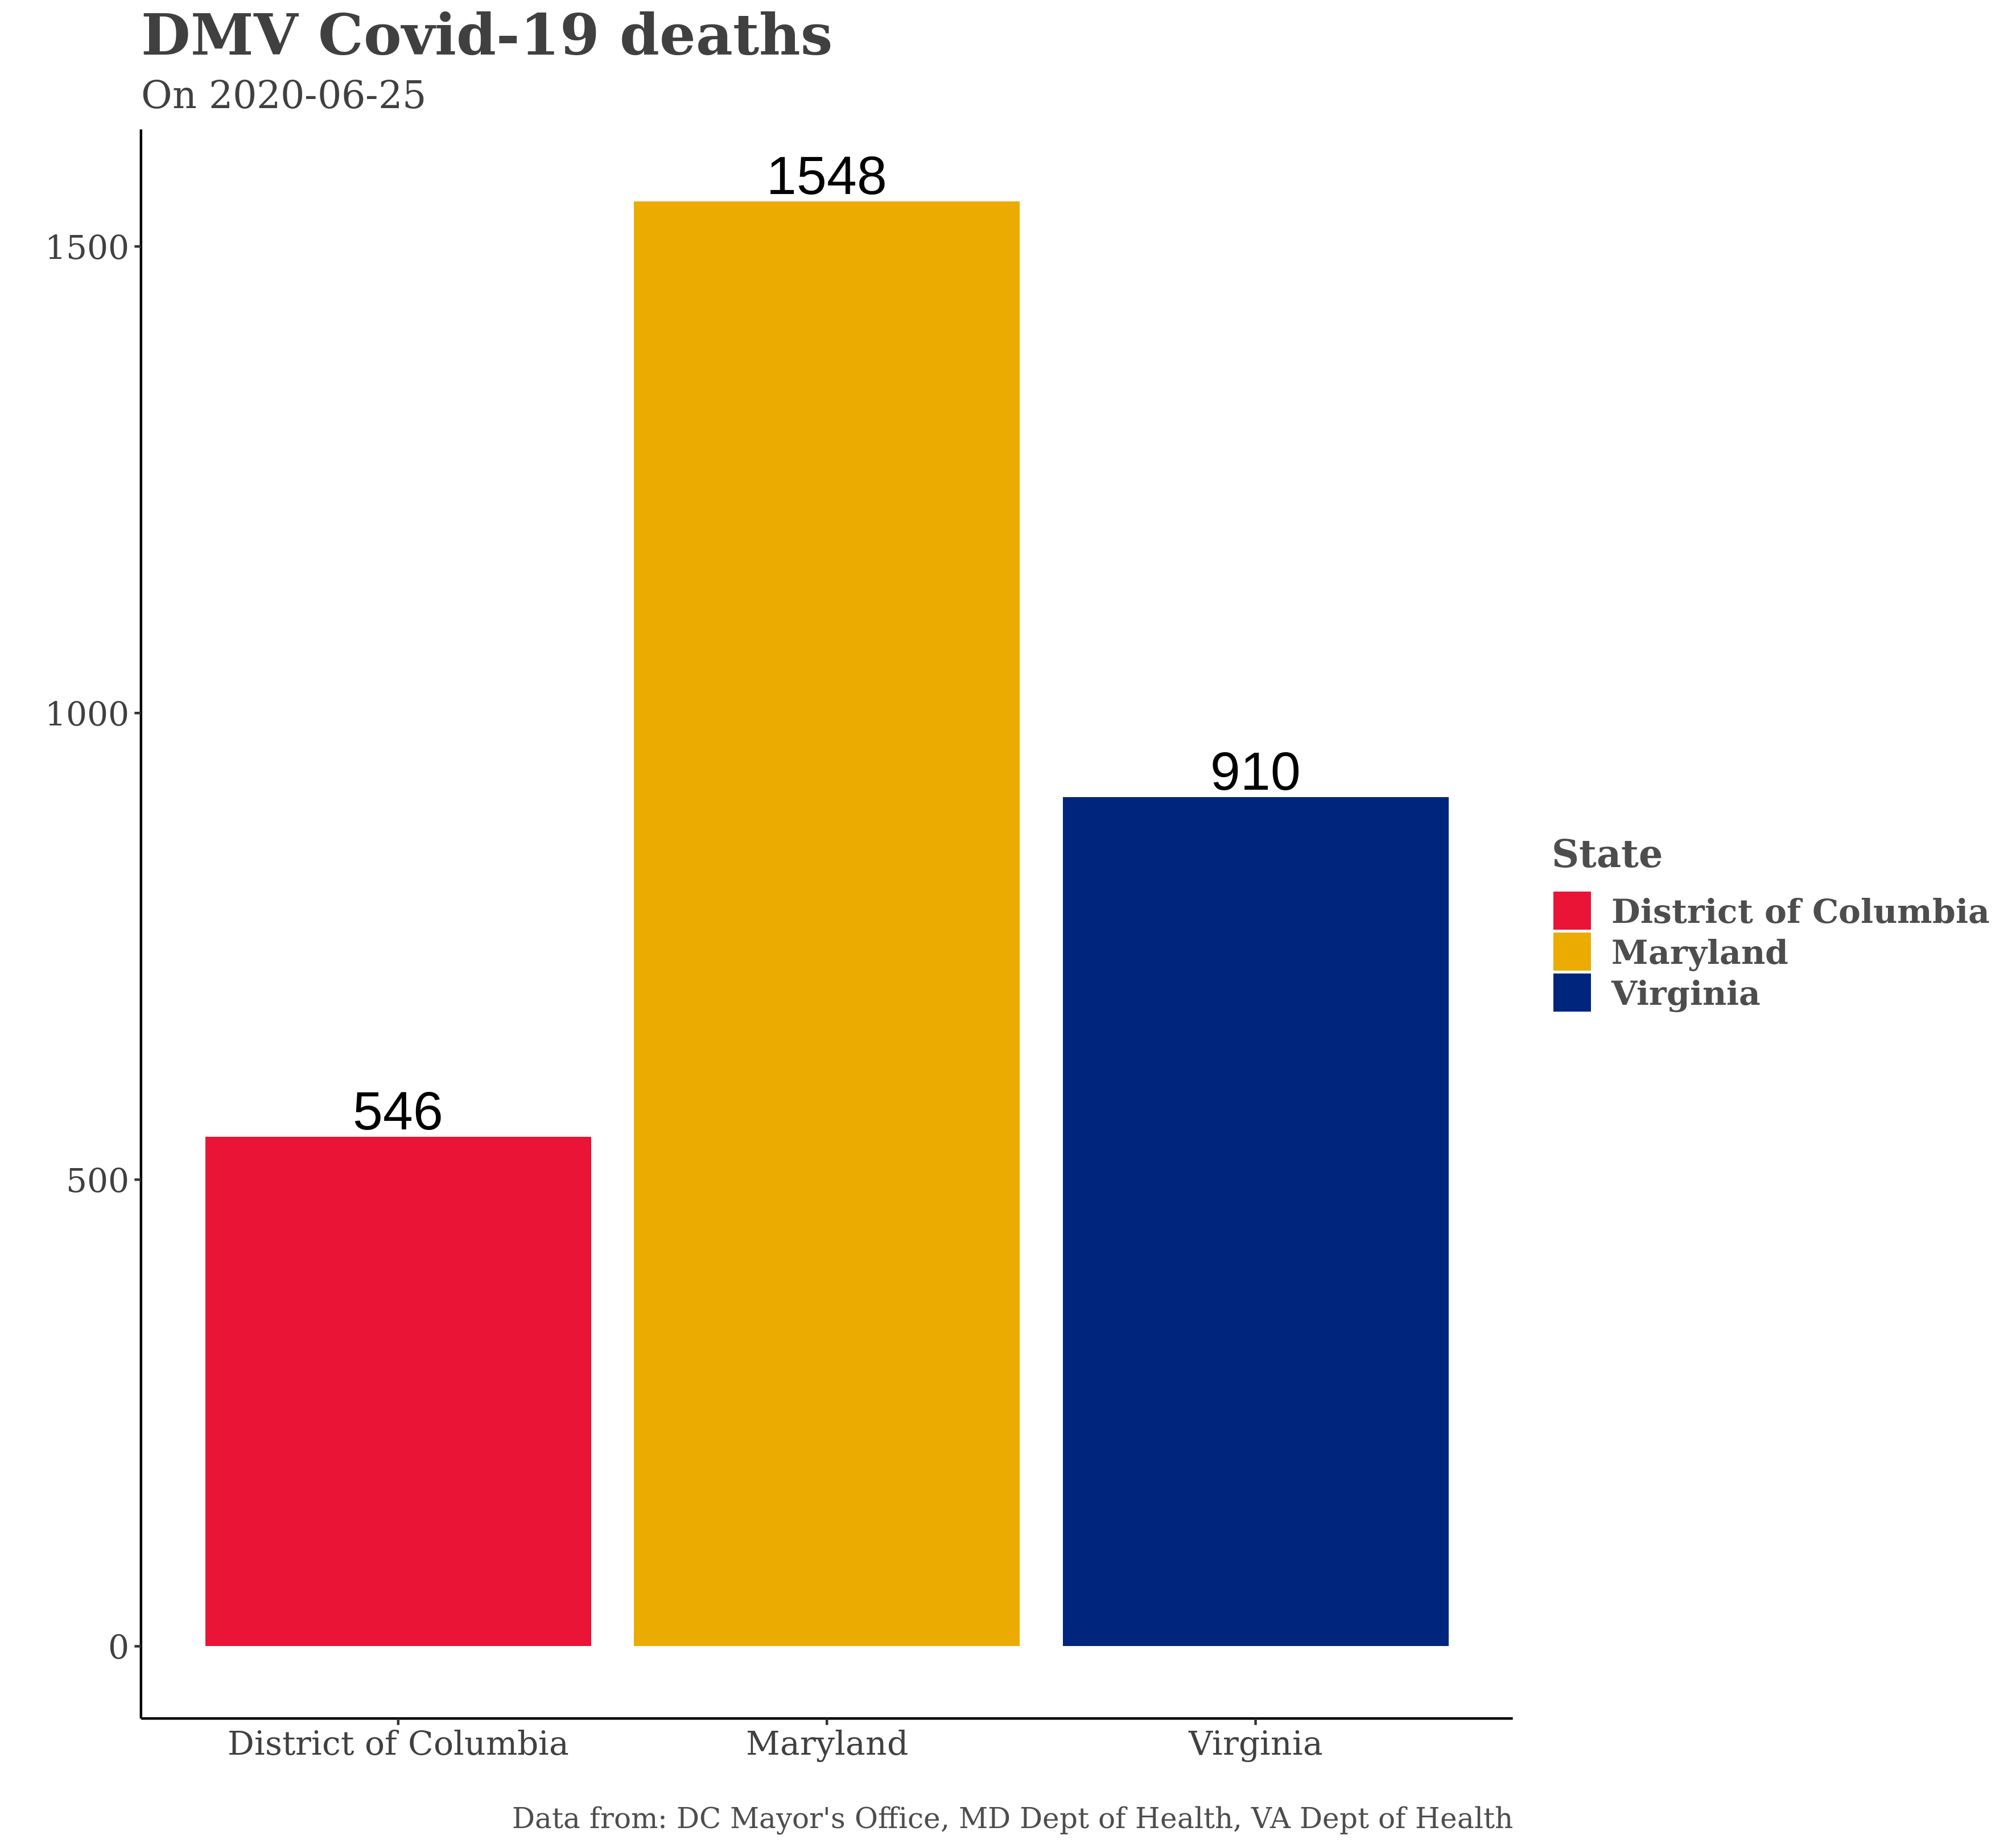 DMV Covid-19 deaths
On 2020-06-25
1548
1500
1000
910
State
District of Columbia
Maryland
Virginia
546
500
0
District of Columbia Maryland Virginia
Data from: DC Mayor's Office, MD Dept of Health, VA Dept of Health